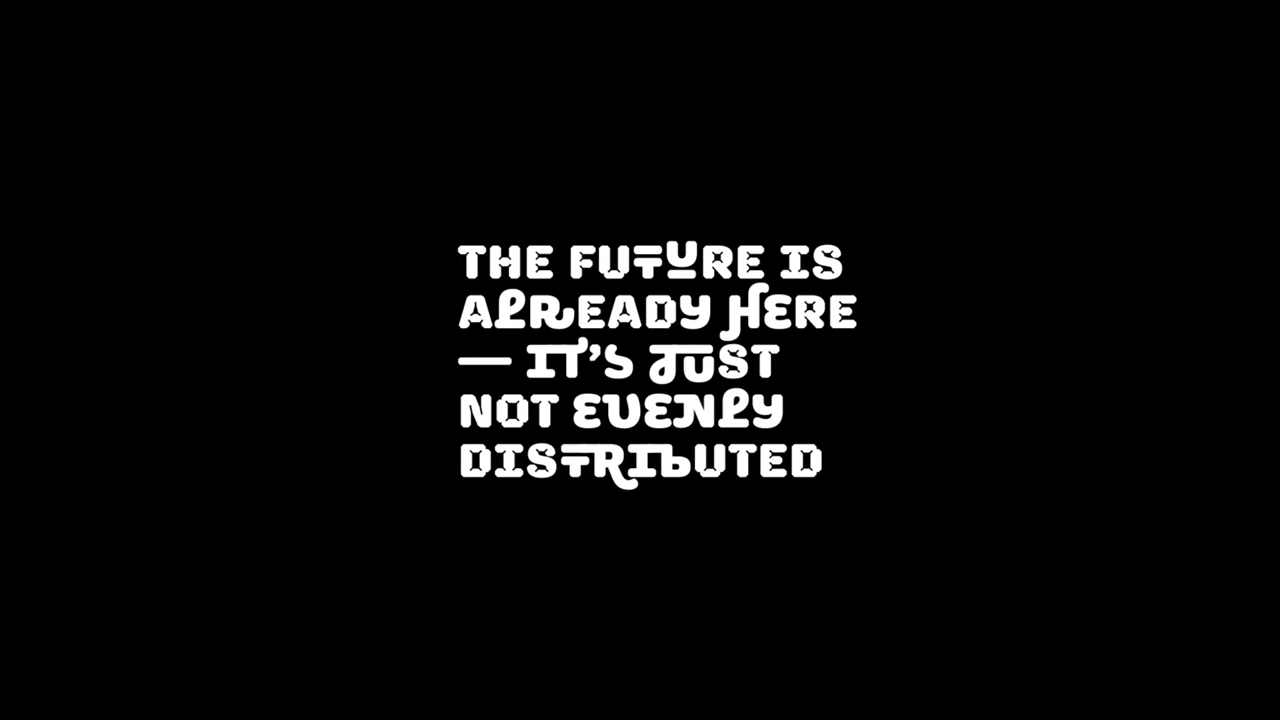 THE FUTURE IS
ALREADY HERE
— IT’S JUST
NOT EVENLY
DISTRIBUTED